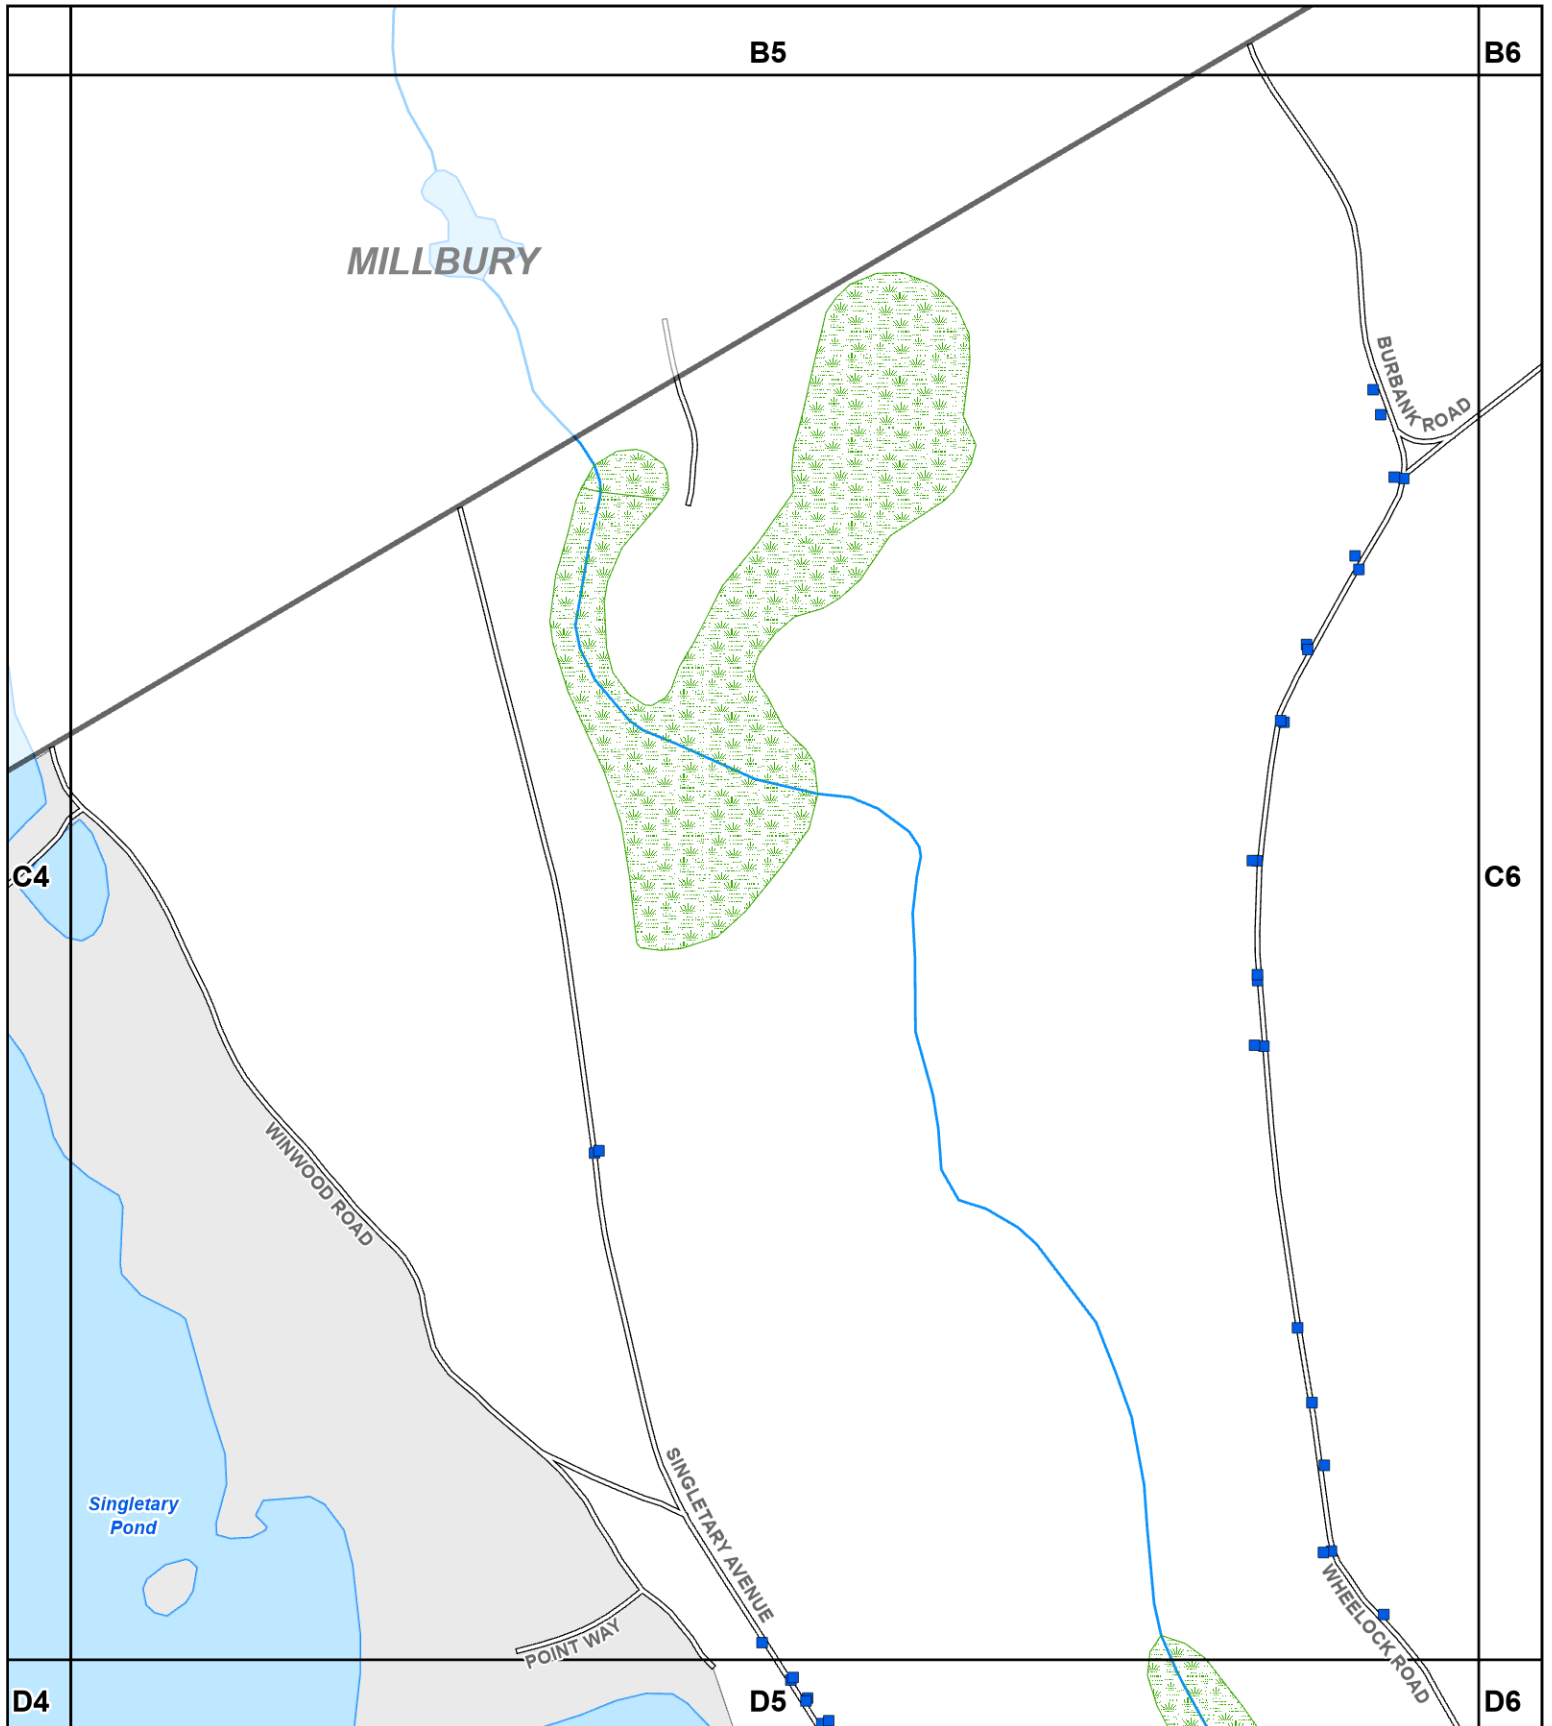 B5
B6
MILLBURY
BURBANK ROAD
C4
C6
WINWOOD ROAD
SINGLETARY AVENUE
Singletary
Pond
WHEELOCK ROAD
POINT WAY
D4
D5
D6